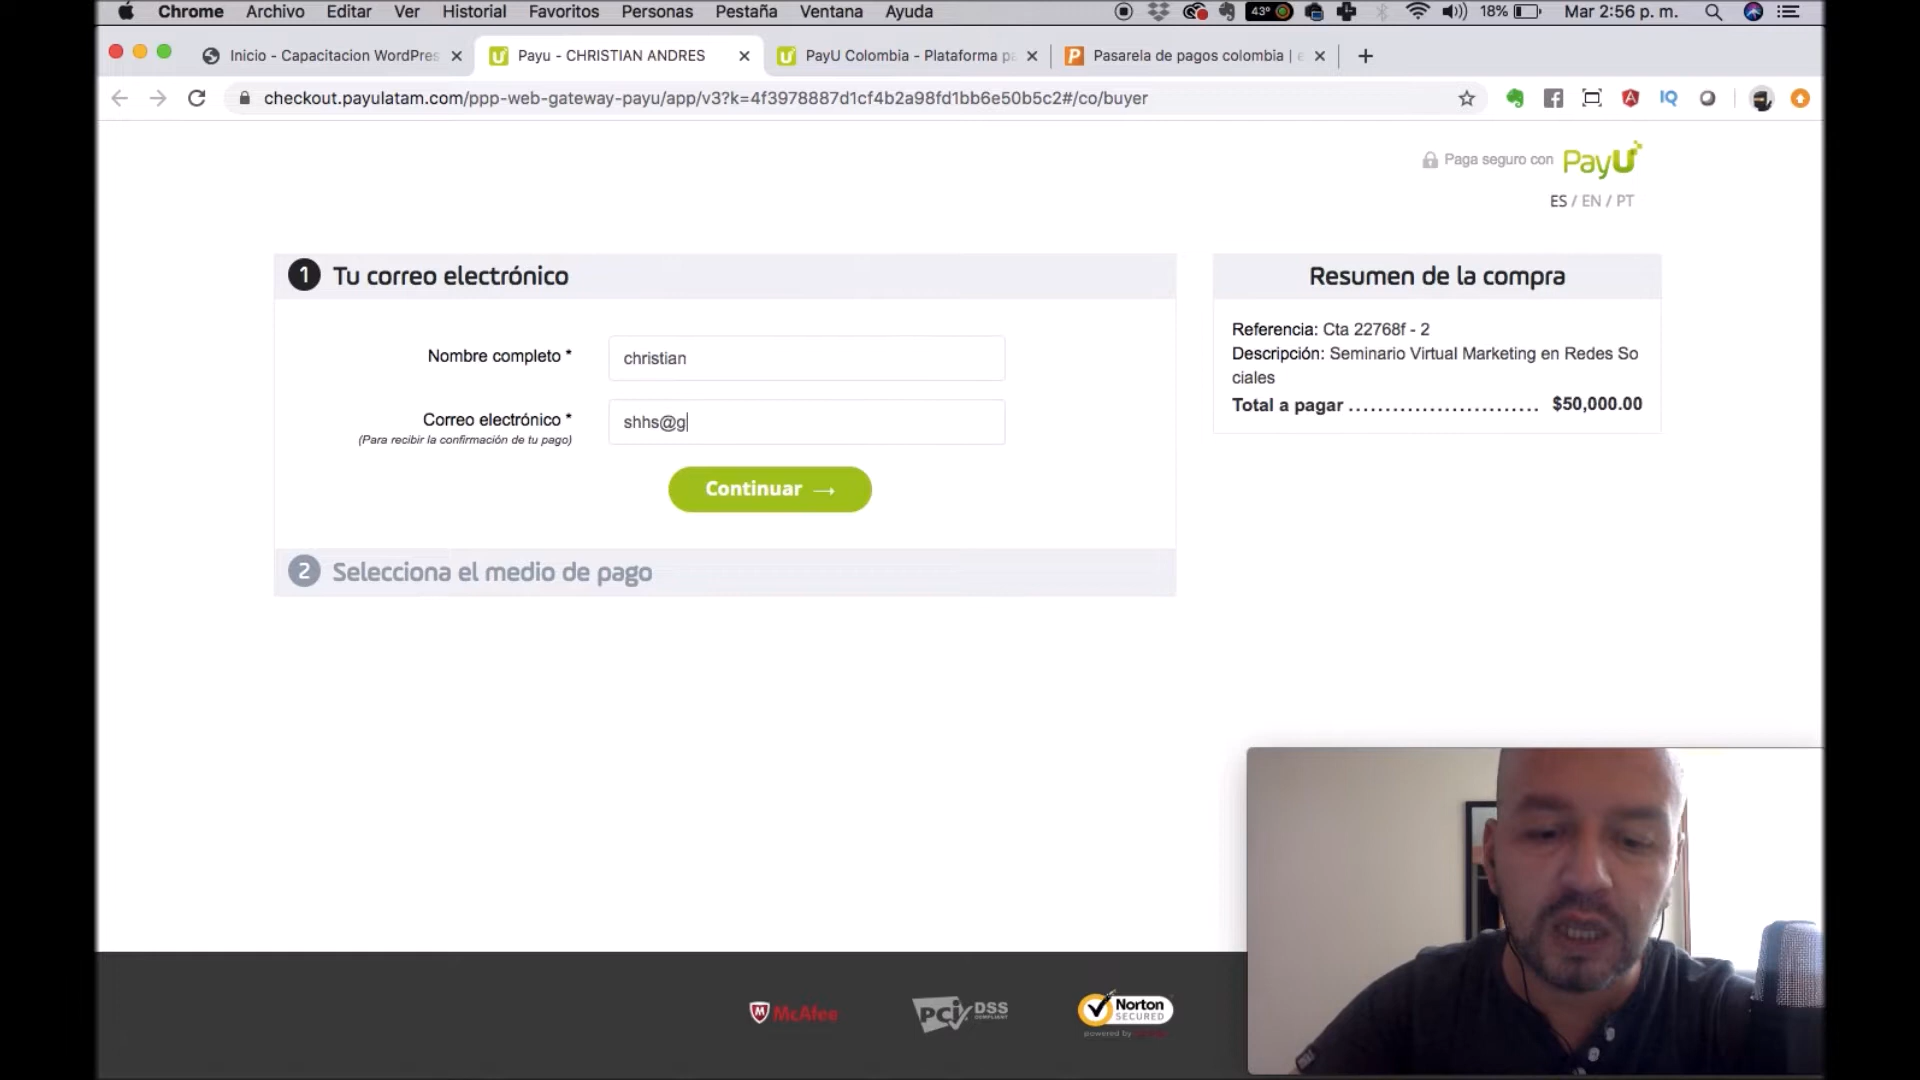 Chrome Archivo Editar Ver Historial Favoritos Personas Pestaña Ventana Ayuda 43° 18% Mar 2:56 p. m.
Inicio - Capacitacion WordPres Payu - CHRISTIAN ANDRES PayU Colombia - Plataforma pa Pasarela de pagos colombia | e
checkout.payulatam.com/ppp-web-gateway-payu/app/v3?k=4f3978887d1cf4b2a98fd1bb6e50b5c2#/co/buyer
Paga seguro con PayU
ES / EN / PT
1 Tu correo electrónico
Nombre completo * christian
Correo electrónico * shhs@g
(Para recibir la confirmación de tu pago)
Continuar →
2 Selecciona el medio de pago
Resumen de la compra
Referencia: Cta 22768f - 2
Descripción: Seminario Virtual Marketing en Redes So
ciales
Total a pagar .......................... $50,000.00
McAfee
PCI DSS
COMPLIANT
Norton
SECURED
powered by